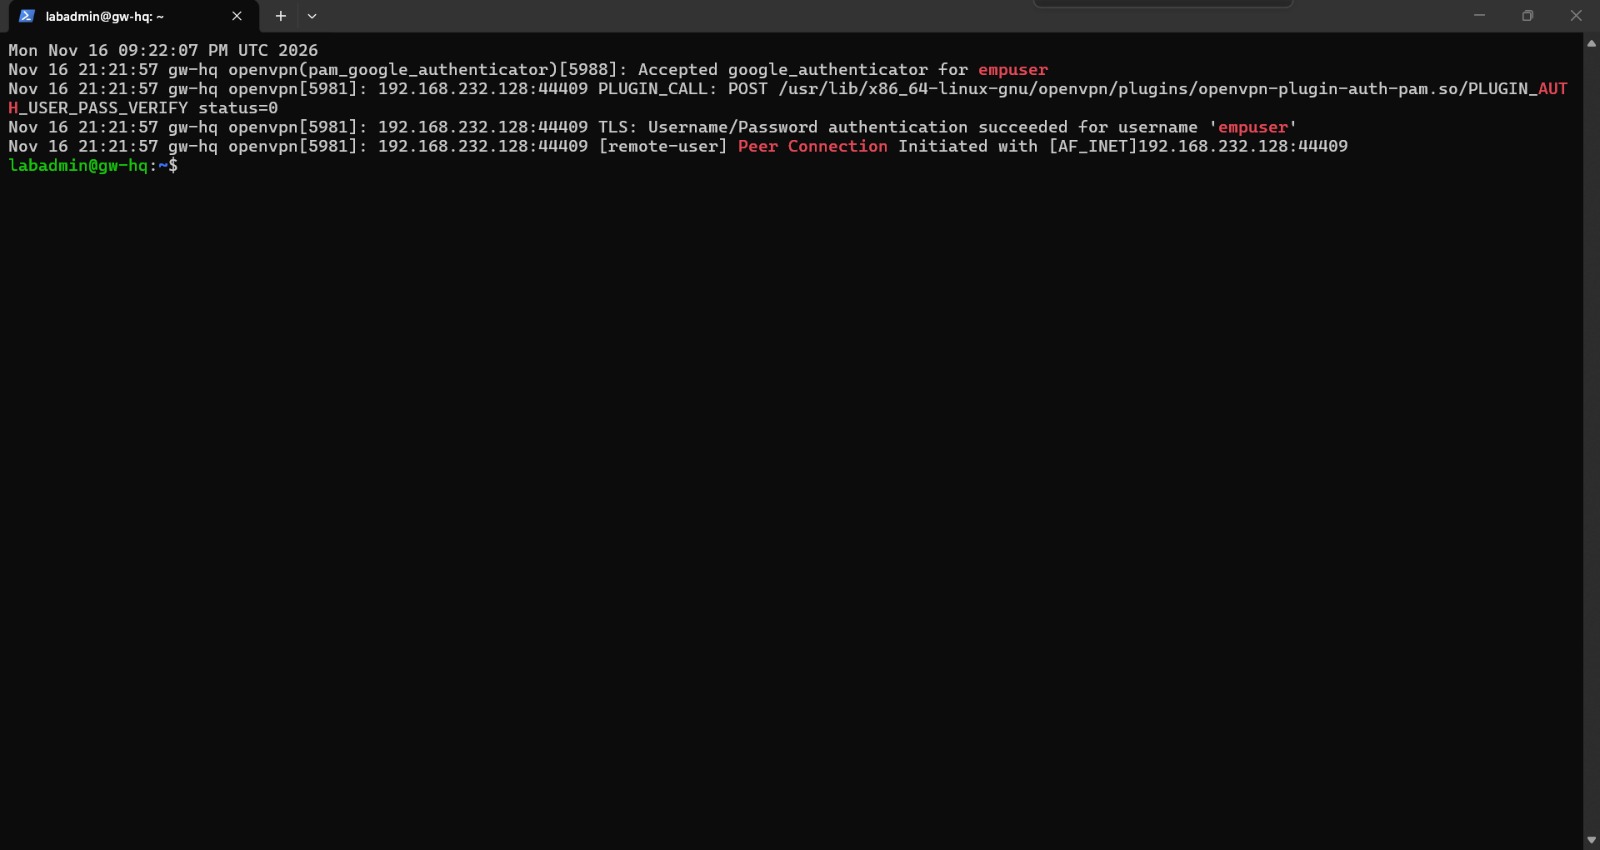 labadmin@gw-hq: ~
Mon Nov 16 09:22:07 PM UTC 2026
Nov 16 21:21:57 gw-hq openvpn(pam_google_authenticator)[5988]: Accepted google_authenticator for empuser
Nov 16 21:21:57 gw-hq openvpn[5981]: 192.168.232.128:44409 PLUGIN_CALL: POST /usr/lib/x86_64-linux-gnu/openvpn/plugins/openvpn-plugin-auth-pam.so/PLUGIN_AUT
H_USER_PASS_VERIFY status=0
Nov 16 21:21:57 gw-hq openvpn[5981]: 192.168.232.128:44409 TLS: Username/Password authentication succeeded for username 'empuser'
Nov 16 21:21:57 gw-hq openvpn[5981]: 192.168.232.128:44409 [remote-user] Peer Connection Initiated with [AF_INET]192.168.232.128:44409
labadmin@gw-hq:~$